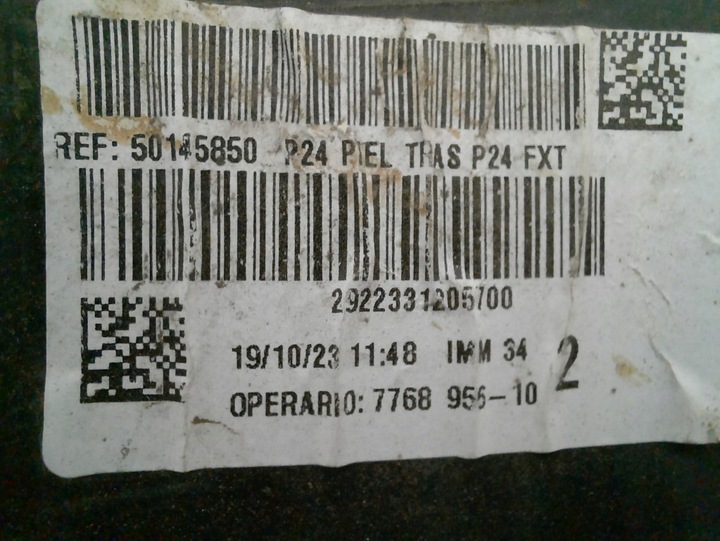 REF: 50145850 P24 PIEL TRAS P24 FXT
2922331205700
19/10/23 11:48 IMM 34 2
OPERARIO: 7768 956-10